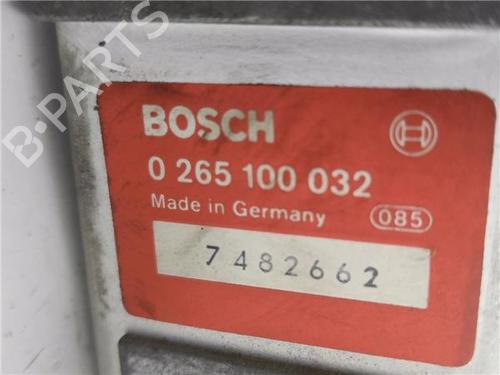 B-PARTS
BOSCH
0 265 100 032
Made in Germany 085
7482662